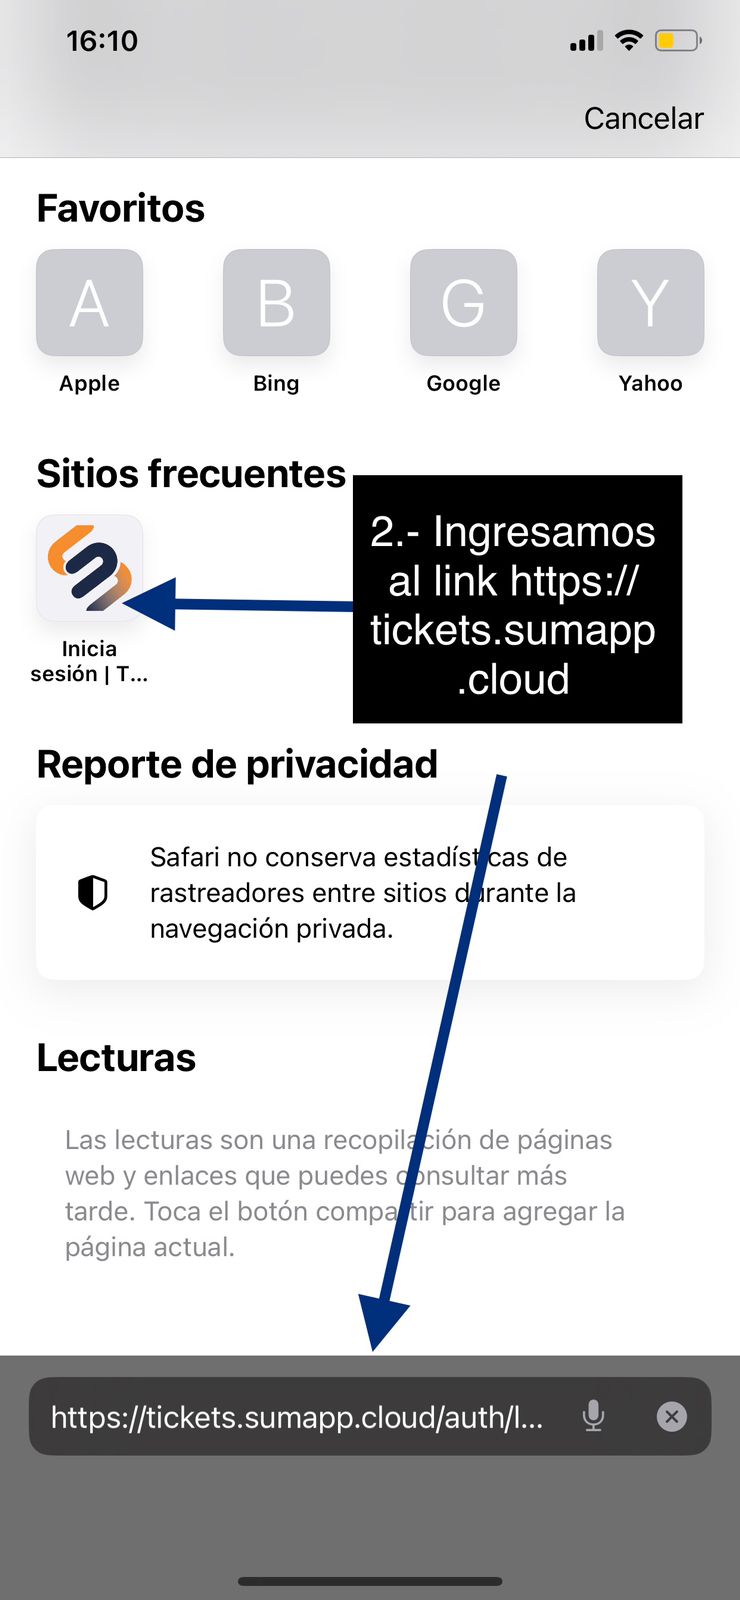 16:10
Cancelar
Favoritos
A B G Y
Apple Bing Google Yahoo
Sitios frecuentes
2.- Ingresamos
al link https://
tickets.sumapp
.cloud
Inicia
sesión | T...
Reporte de privacidad
Safari no conserva estadísticas de
rastreadores entre sitios durante la
navegación privada.
Lecturas
Las lecturas son una recopilación de páginas
web y enlaces que puedes consultar más
tarde. Toca el botón compartir para agregar la
página actual.
https://tickets.sumapp.cloud/auth/l...